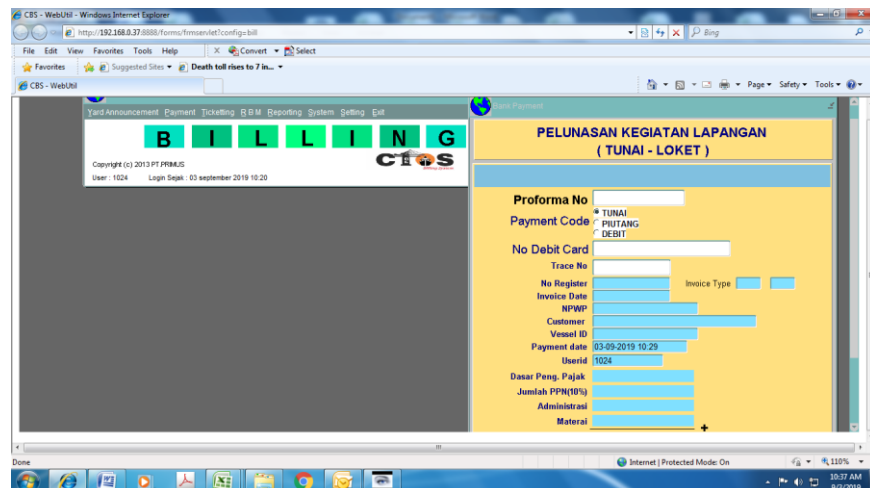 CBS - WebUtil - Windows Internet Explorer
http://192.168.0.37:8888/forms/frmservlet?config=bill
Bing
File Edit View Favorites Tools Help
X Convert Select
Favorites Suggested Sites Death toll rises to 7 in...
CBS - WebUtil
Page Safety Tools
Yard Announcement Payment Ticketting R B M Reporting System Setting Exit
BILLING
Copyright (c) 2013 PT.PRIMUS
CTOS
User : 1024 Login Sejak : 03 september 2019 10:20
Bank Payment
PELUNASAN KEGIATAN LAPANGAN
( TUNAI - LOKET )
Proforma No
Payment Code
TUNAI
PIUTANG
DEBIT
No Debit Card
Trace No
No Register Invoice Type
Invoice Date
NPWP
Customer
Vessel ID
Payment date 03-09-2019 10:29
Userid 1024
Dasar Peng. Pajak
Jumlah PPN(10%)
Administrasi
Materai
Done
Internet | Protected Mode: On
110%
10:37 AM
9/3/2019